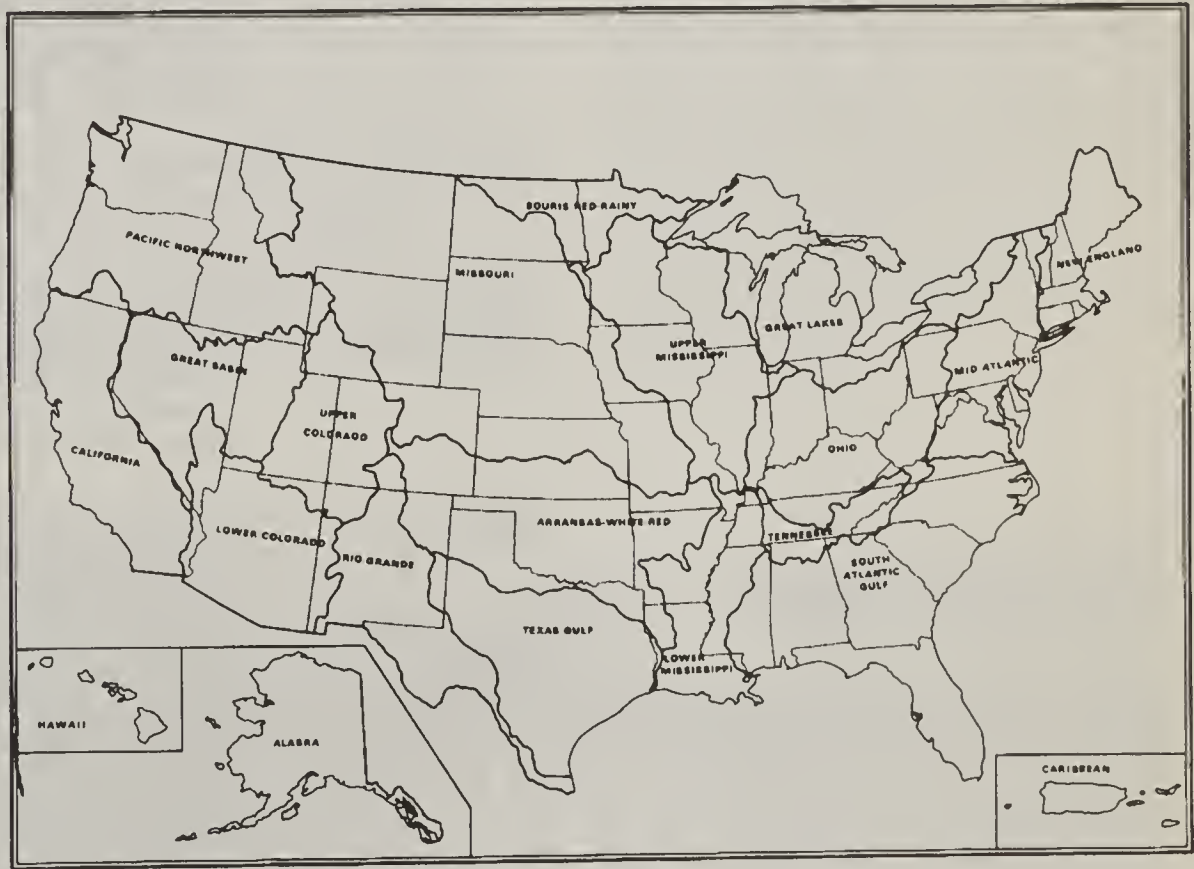 BOURIS RED-RAINY
PACIFIC NORTHWEST
MISSOURI
NEW ENGLAND
GREAT LAKES
UPPER
MISSISSIPPI
GREAT BASIN
MID ATLANTIC
UPPER
COLORADO
CALIFORNIA
OHIO
ARKANSAS-WHITE RED
LOWER COLORADO
TENNESSEE
RIO GRANDE
SOUTH
ATLANTIC
GULF
TEXAS GULF
LOWER
MISSISSIPPI
HAWAII
ALASKA
CARIBBEAN